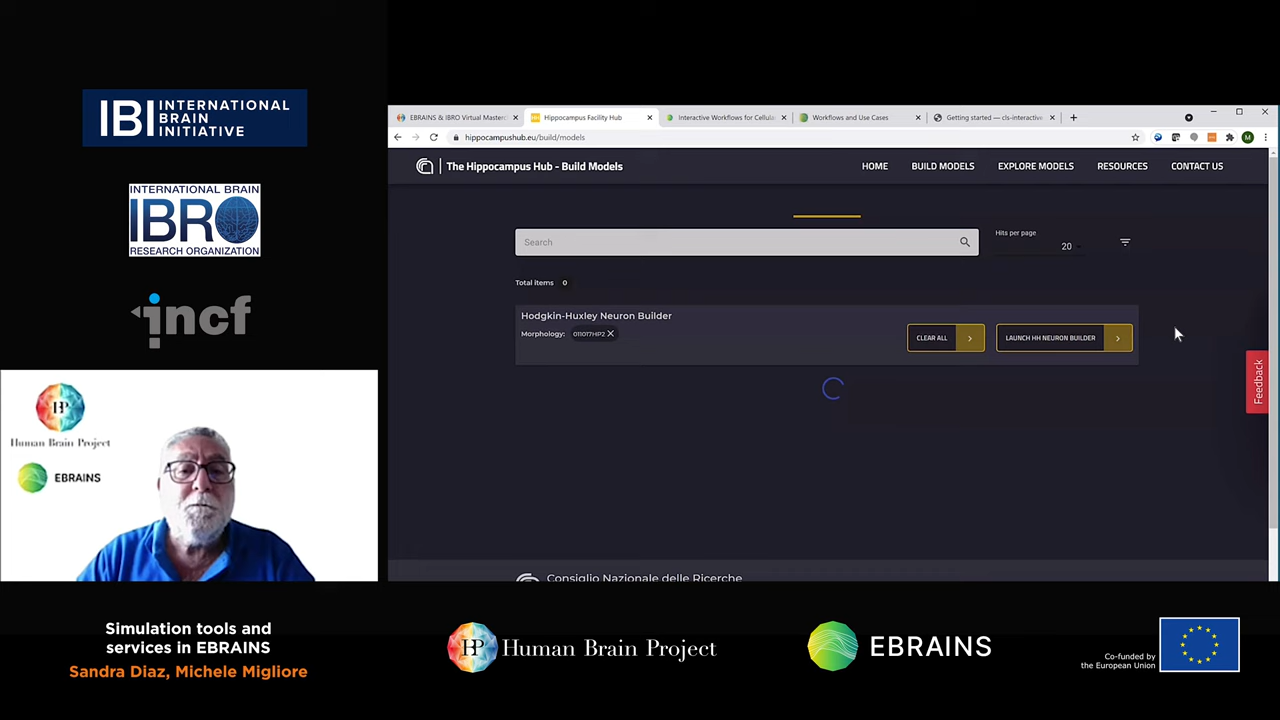 IBI INTERNATIONAL
BRAIN
INITIATIVE
INTERNATIONAL BRAIN
IBRO
RESEARCH ORGANIZATION
incf
HBP
Human Brain Project
EBRAINS
EBRAINS & IBRO Virtual Master
Hippocampus Facility Hub
Interactive Workflows for Cellula
Workflows and Use Cases
Getting started — cls-interactive
hippocampushub.eu/build/models
The Hippocampus Hub - Build Models
HOME
BUILD MODELS
EXPLORE MODELS
RESOURCES
CONTACT US
Search
Hits per page
20
Total items 0
Hodgkin-Huxley Neuron Builder
Morphology: 011017HP2
CLEAR ALL
LAUNCH HH NEURON BUILDER
Feedback
Consiglio Nazionale delle Ricerche
Simulation tools and
services in EBRAINS
Sandra Diaz, Michele Migliore
HBP
Human Brain Project
EBRAINS
Co-funded by
the European Union